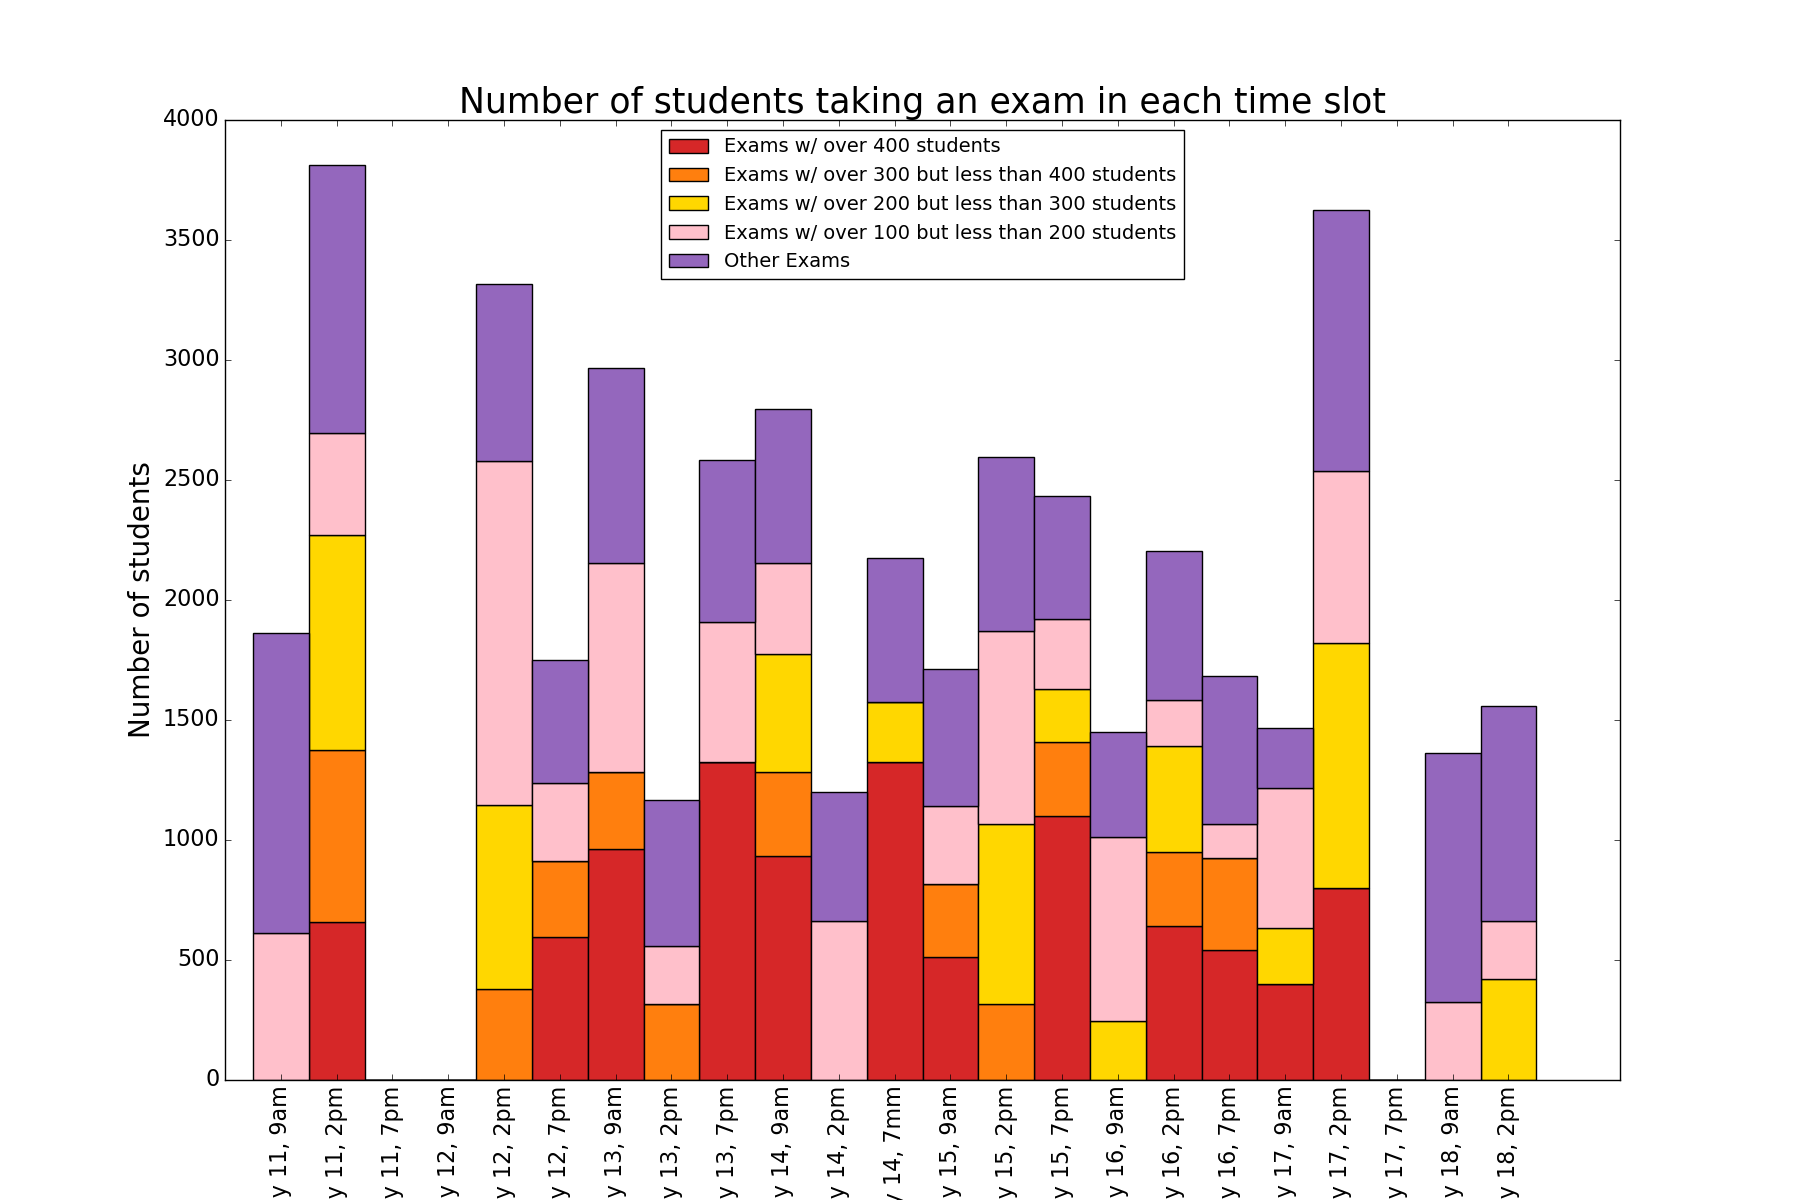 Number of students taking an exam in each time slot
Exams w/ over 400 students
Exams w/ over 300 but less than 400 students
Exams w/ over 200 but less than 300 students
Exams w/ over 100 but less than 200 students
Other Exams
Number of students
4000
3500
3000
2500
2000
1500
1000
500
0
y 11, 9am
y 11, 2pm
y 11, 7pm
y 12, 9am
y 12, 2pm
y 12, 7pm
y 13, 9am
y 13, 2pm
y 13, 7pm
y 14, 9am
y 14, 2pm
y 14, 7mm
y 15, 9am
y 15, 2pm
y 15, 7pm
y 16, 9am
y 16, 2pm
y 16, 7pm
y 17, 9am
y 17, 2pm
y 17, 7pm
y 18, 9am
y 18, 2pm